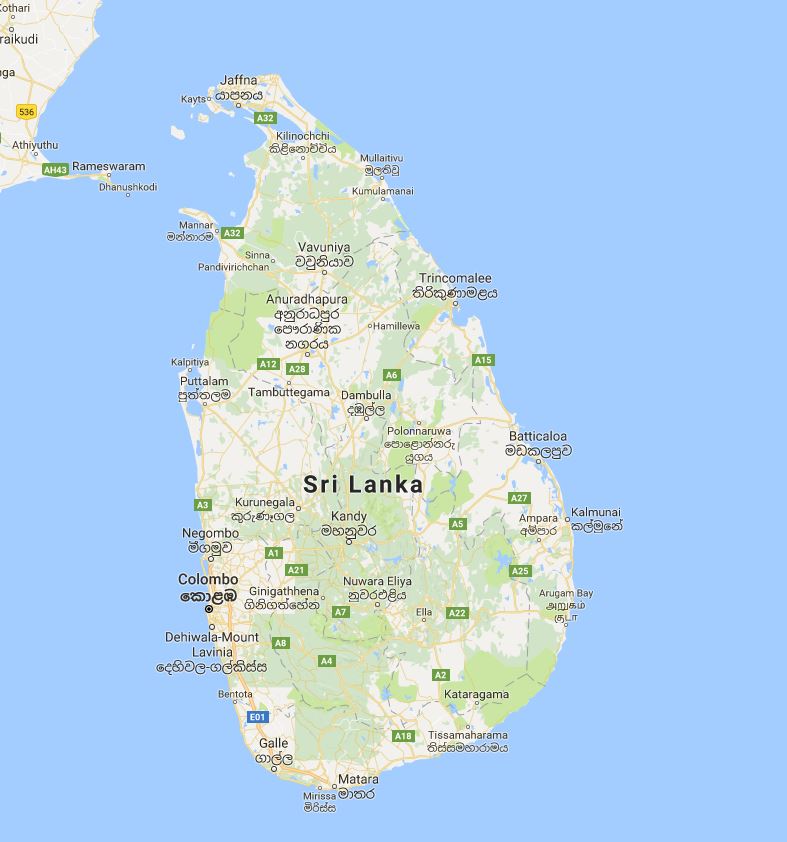 Kothari
raikudi
nga
536
Athiyuthu
AH43
Rameswaram
Dhanushkodi
Jaffna
යාපනය
Kayts
A32
Kilinochchi
කිළිනොච්චිය
Mullaitivu
මුලතිවූ
Kumulamanai
Mannar
මන්නාරම
A32
Sinna
Pandivirichchan
Vavuniya
වවුනියාව
Trincomalee
තිරිකුණාමළය
Anuradhapura
අනුරාධපුර
පෞරාණික
නගරය
Hamillewa
Kalpitiya
A12
A28
A15
A6
Puttalam
පුත්තලම
Tambuttegama
Dambulla
දඹුල්ල
Polonnaruwa
පොළොන්නරු
යුගය
Batticaloa
මඩකලපුව
Sri Lanka
A3
Kurunegala
කුරුණෑගල
Kandy
මහනුවර
A27
A5
Ampara
අම්පාර
Kalmunai
කල්මුනේ
Negombo
මීගමුව
A1
A21
A25
Colombo
කොළඹ
Ginigathhena
ගිනිගත්හේන
Nuwara Eliya
නුවරඑළිය
A7
Ella
A22
Arugam Bay
அறுகம்
குடா
Dehiwala-Mount
Lavinia
දෙහිවල-ගල්කිස්ස
A8
A4
A2
Bentota
Kataragama
E01
A18
Tissamaharama
තිස්සමහාරාමය
Galle
ගාල්ල
Matara
මාතර
Mirissa
මිරිස්ස